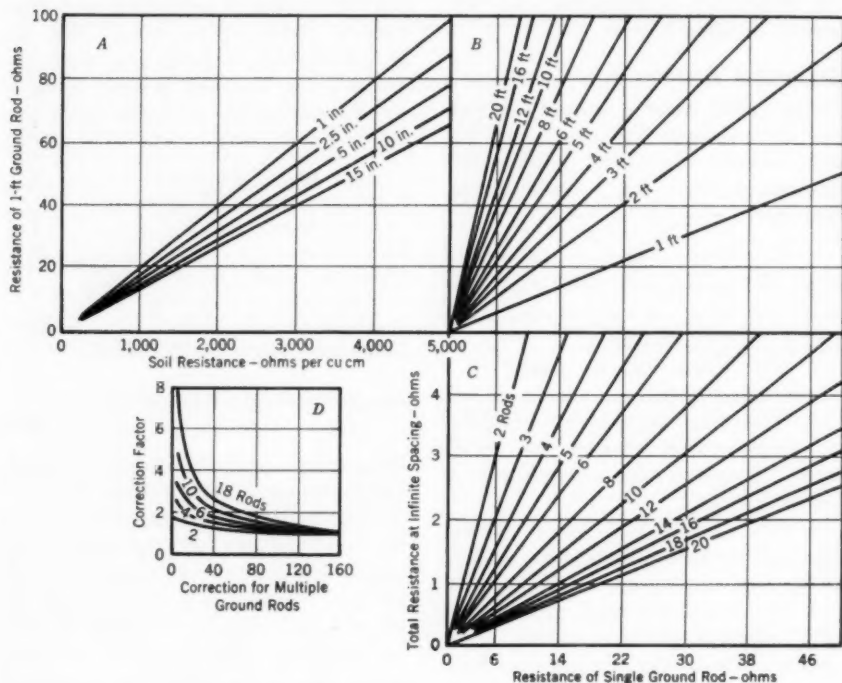 100
80
60
40
20
0
Resistance of 1-ft Ground Rod – ohms
A
1 in.
2.5 in.
5 in.
10 in.
15 in.
0 1,000 2,000 3,000 4,000 5,000
Soil Resistance – ohms per cu cm
B
20 ft
16 ft
12 ft
10 ft
8 ft
6 ft
5 ft
4 ft
3 ft
2 ft
1 ft
8
6
4
2
0
Correction Factor
D
18 Rods
10
4.6
2
0 40 80 120 160
Correction for Multiple
Ground Rods
4
3
2
1
0
Total Resistance at Infinite Spacing – ohms
C
2 Rods
3
4
5
6
8
10
12
14
16
18
20
0 6 14 22 30 38 46
Resistance of Single Ground Rod – ohms